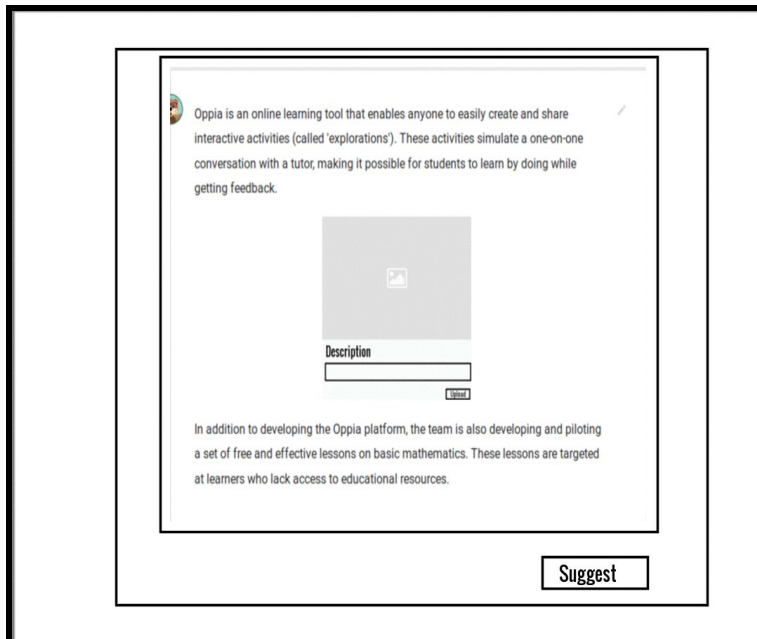 Oppia is an online learning tool that enables anyone to easily create and share
interactive activities (called 'explorations'). These activities simulate a one-on-one
conversation with a tutor, making it possible for students to learn by doing while
getting feedback.
Description
Upload
In addition to developing the Oppia platform, the team is also developing and piloting
a set of free and effective lessons on basic mathematics. These lessons are targeted
at learners who lack access to educational resources.
Suggest